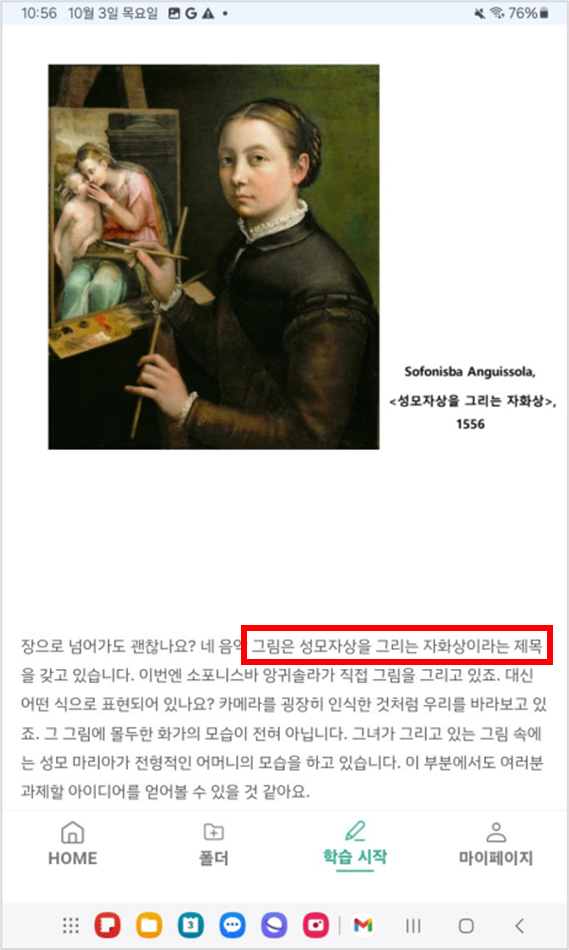 10:56 10월 3일 목요일 G 76%
Sofonisba Anguissola,
<성모자상을 그리는 자화상>,
1556
장으로 넘어가도 괜찮나요? 네 음악 그림은 성모자상을 그리는 자화상이라는 제목
을 갖고 있습니다. 이번엔 소포니스바 앙귀솔라가 직접 그림을 그리고 있죠. 대신
어떤 식으로 표현되어 있나요? 카메라를 굉장히 인식한 것처럼 우리를 바라보고 있
죠. 그 그림에 몰두한 화가의 모습이 전혀 아닙니다. 그녀가 그리고 있는 그림 속에
는 성모 마리아가 전형적인 어머니의 모습을 하고 있습니다. 이 부분에서도 여러분
과제할 아이디어를 얻어볼 수 있을 것 같아요.
HOME 폴더 학습 시작 마이페이지
3